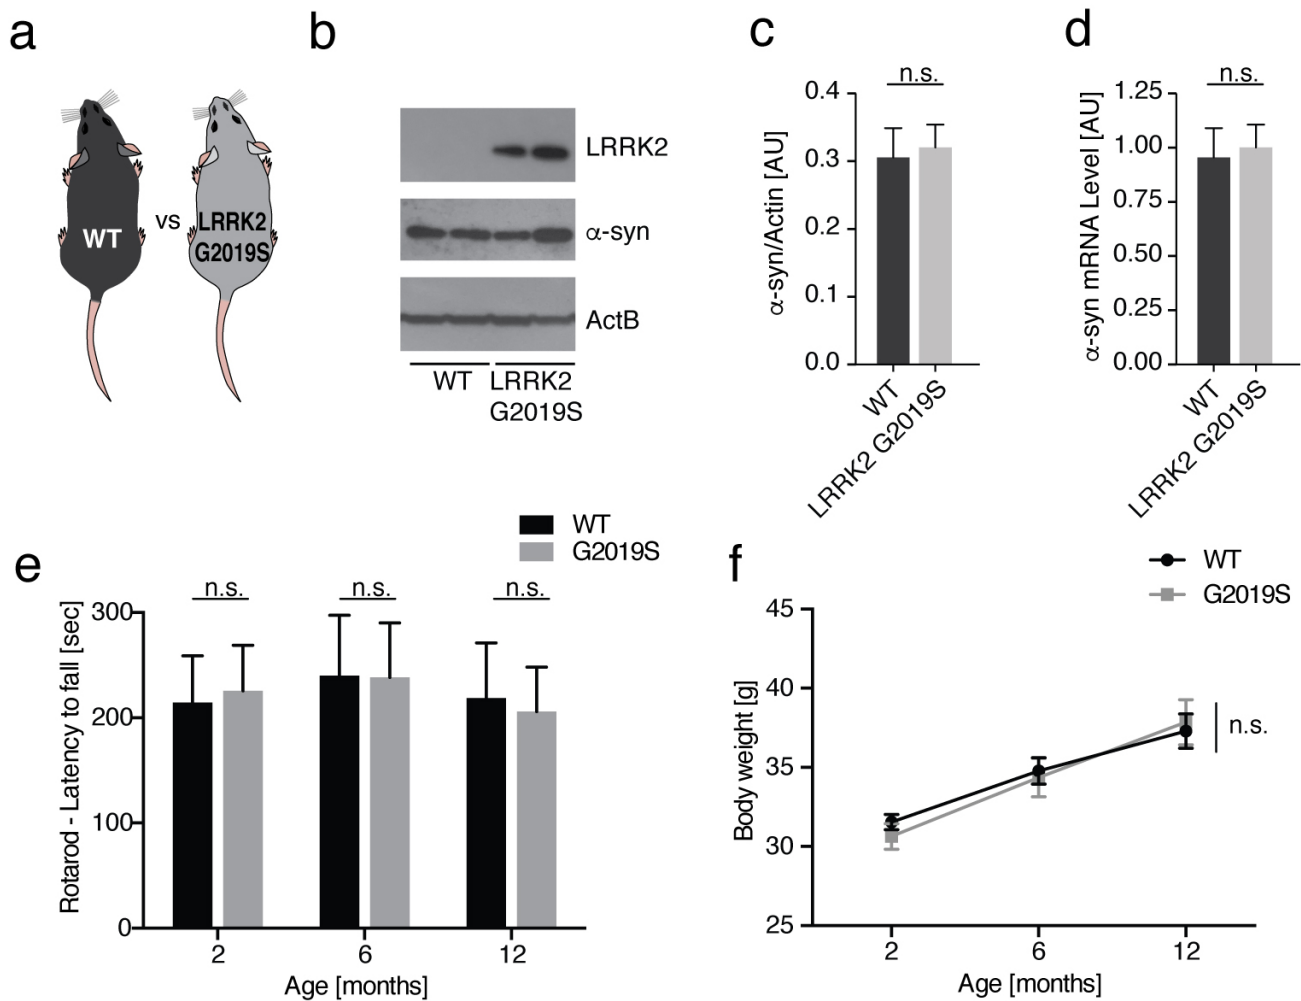 a
WT
vs
LRRK2
G2019S
b
LRRK2
α-syn
ActB
WT
LRRK2
G2019S
c
n.s.
α-syn/Actin [AU]
0.4
0.3
0.2
0.1
0.0
WT
LRRK2 G2019S
d
n.s.
α-syn mRNA Level [AU]
1.25
1.00
0.75
0.50
0.25
0.00
WT
LRRK2 G2019S
e
WT
G2019S
n.s.
n.s.
n.s.
Rotarod - Latency to fall [sec]
300
200
100
0
2
6
12
Age [months]
f
WT
G2019S
Body weight [g]
45
40
35
30
25
n.s.
2
6
12
Age [months]